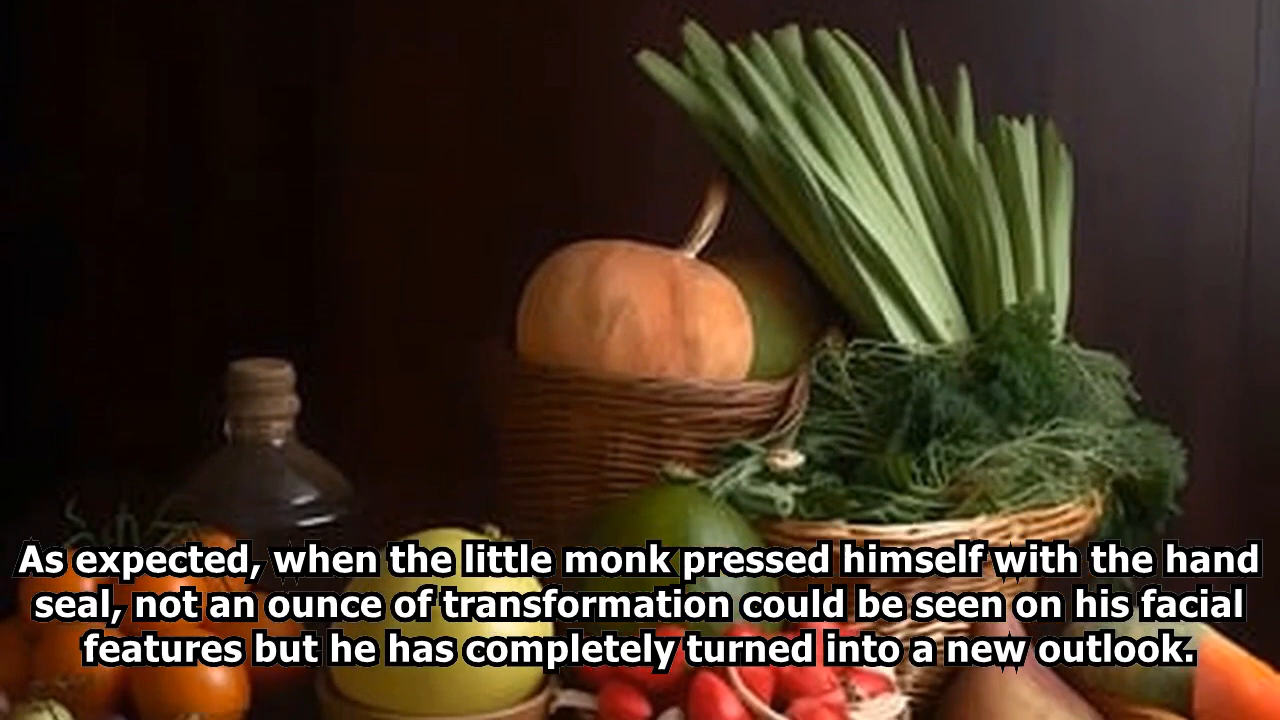 As expected, when the little monk pressed himself with the hand
seal, not an ounce of transformation could be seen on his facial
features but he has completely turned into a new outlook.